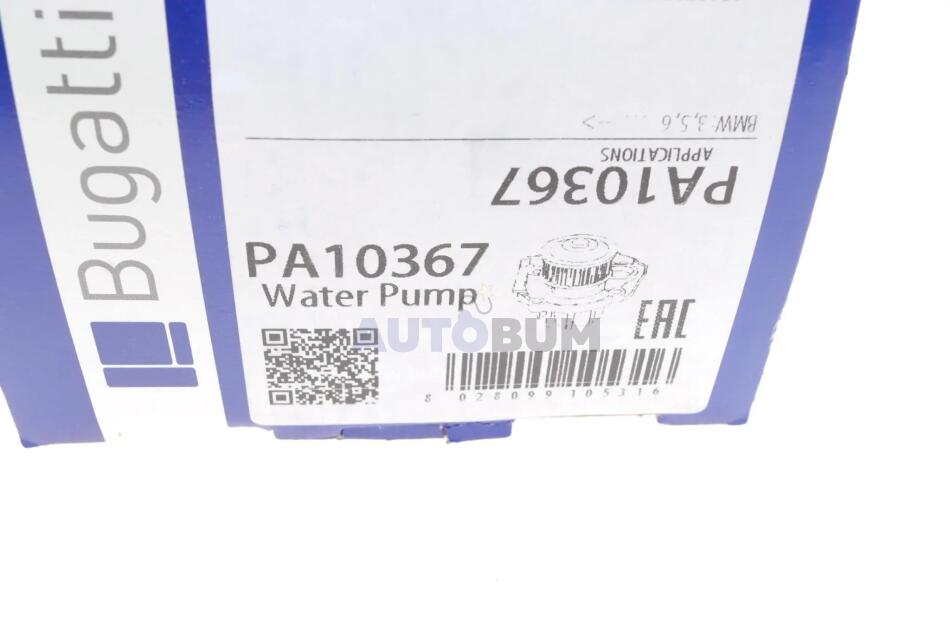 Bugatti
BMW: 3,5,6 ... -->
APPLICATIONS
PA10367
PA10367
Water Pump
EAC
AUTOBUM
8 028099 105316